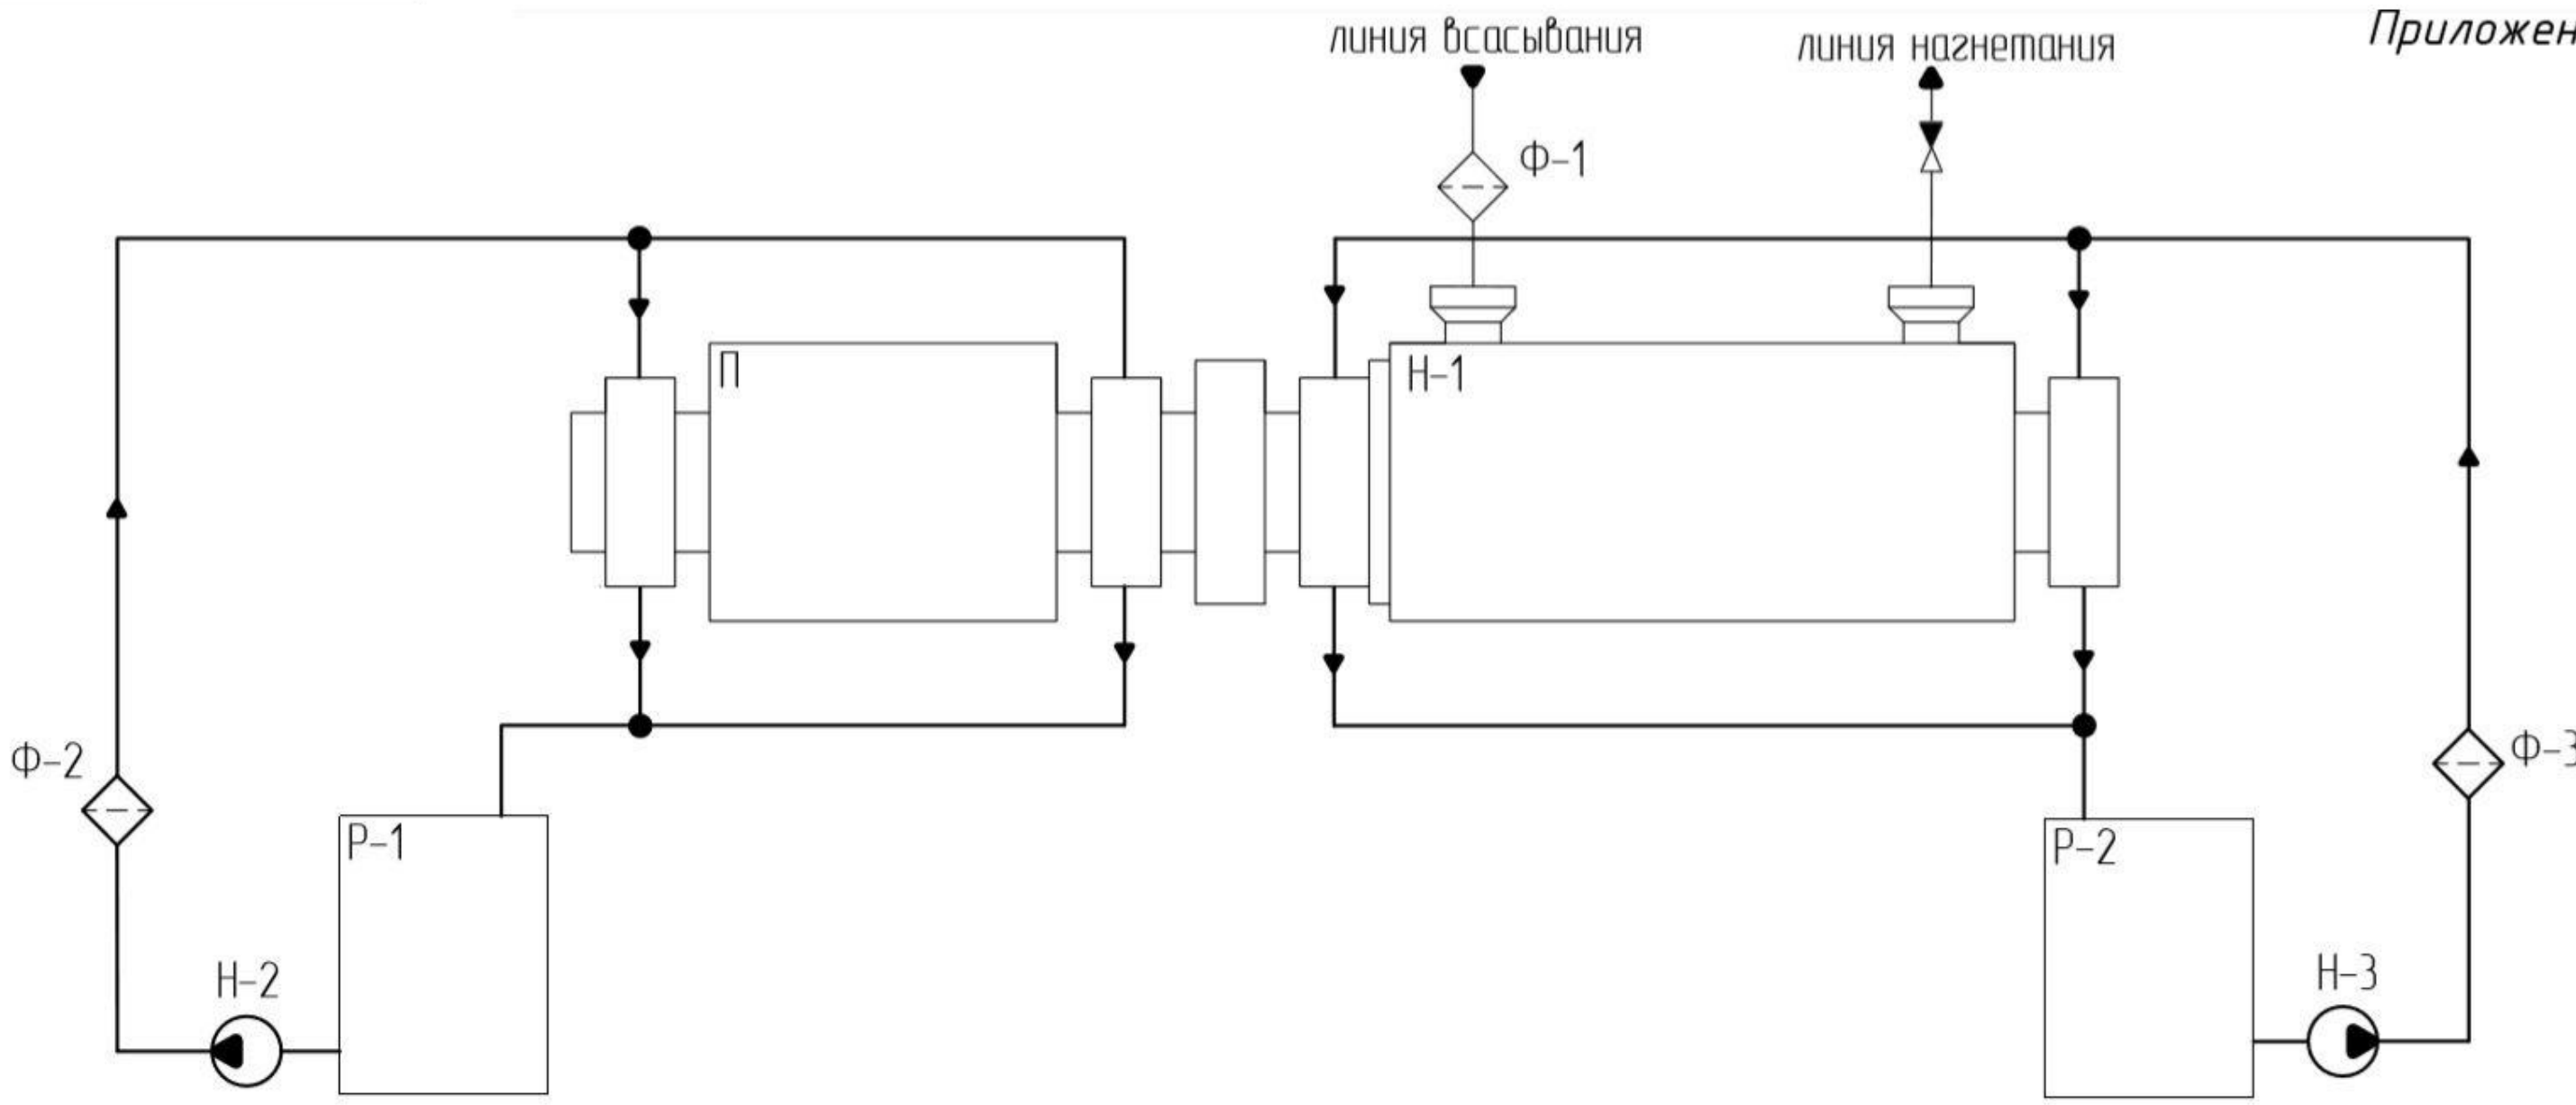 Приложен
линия всасывания
линия нагнетания
Ф-1
П
Н-1
Ф-2
Ф-3
Р-1
Р-2
Н-2
Н-3